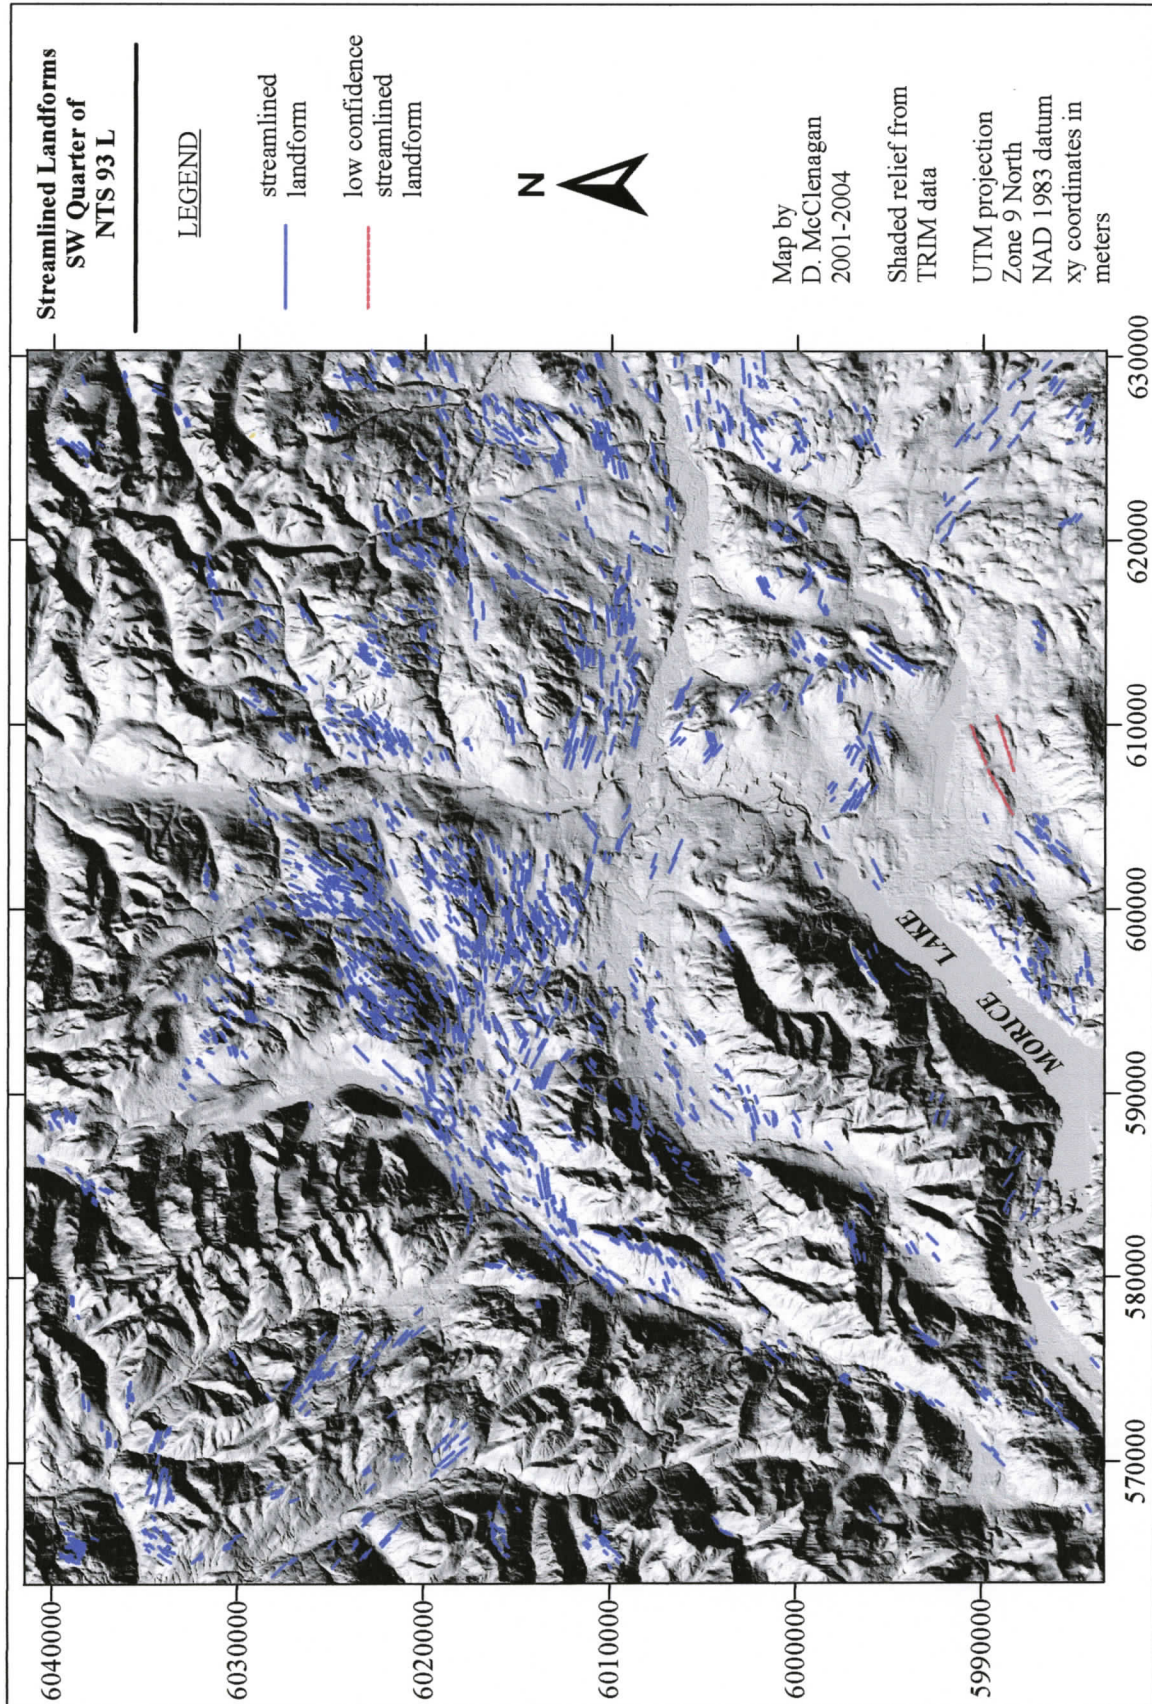 Streamlined Landforms
SW Quarter of
NTS 93 L
LEGEND
streamlined
landform
low confidence
streamlined
landform
N
Map by
D. McClenagan
2001-2004
Shaded relief from
TRIM data
UTM projection
Zone 9 North
NAD 1983 datum
xy coordinates in
meters
MORICE LAKE
6040000
6030000
6020000
6010000
6000000
5990000
570000
580000
590000
600000
610000
620000
630000